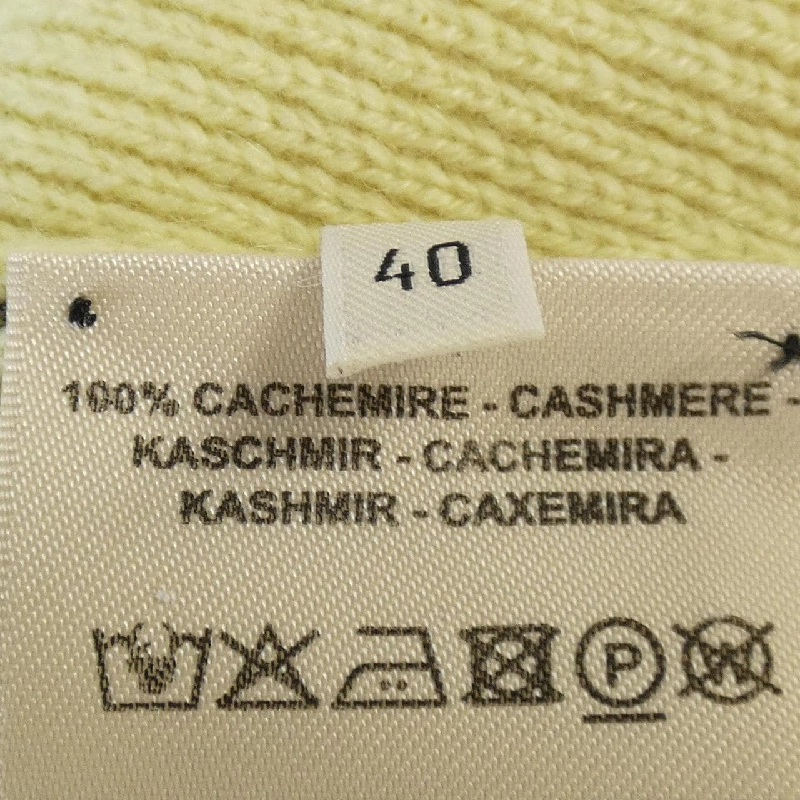 40
100% CACHEMIRE - CASHMERE -
KASCHMIR - CACHEMIRA -
KASHMIR - CAXEMIRA
P W